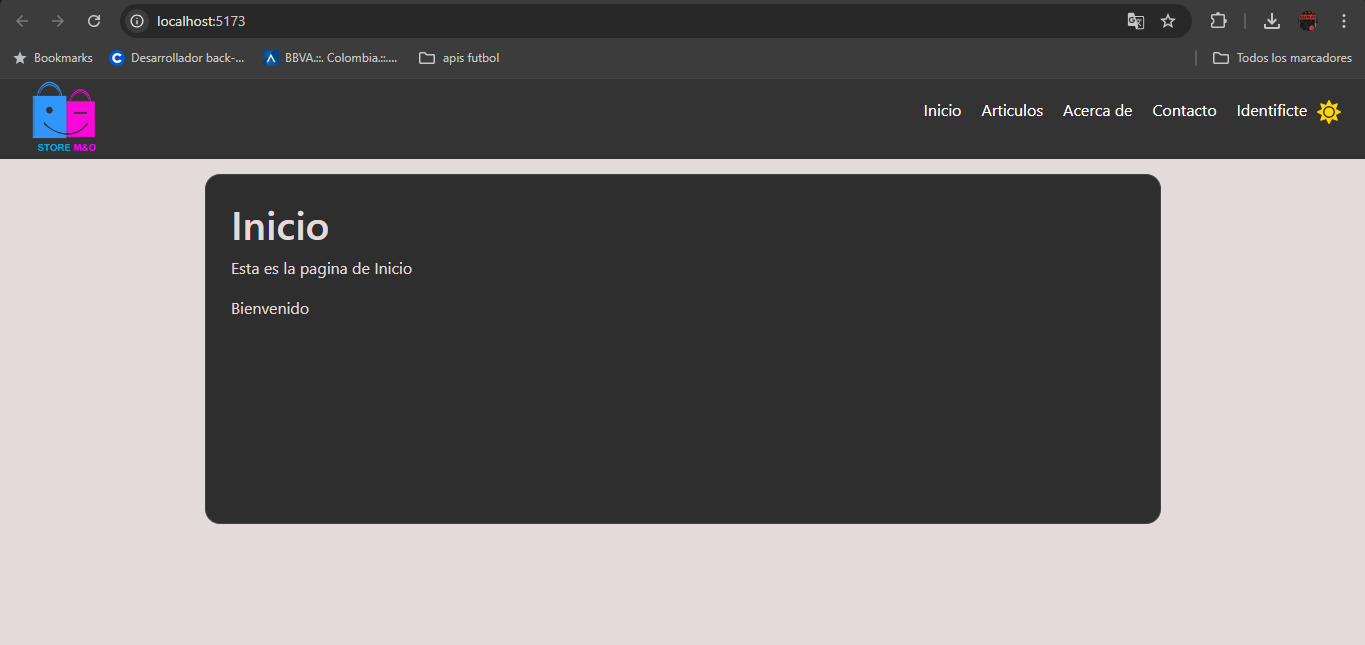 localhost:5173
Bookmarks Desarrollador back-... BBVA.::. Colombia.::.... apis futbol Todos los marcadores
STORE M&O
Inicio Articulos Acerca de Contacto Identificte
Inicio
Esta es la pagina de Inicio
Bienvenido